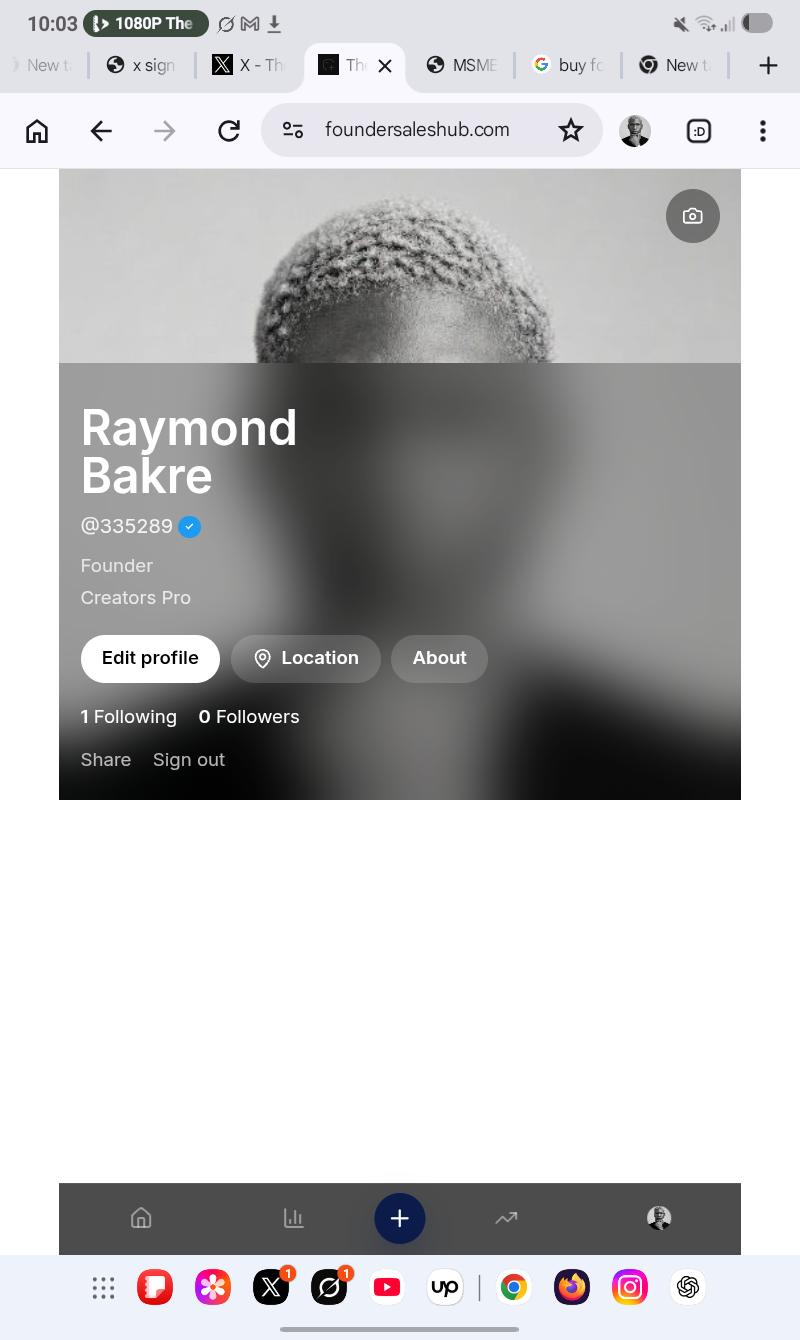 10:03 1080P The
New t x sign X - Th Th MSME buy fo New t
foundersaleshub.com :D
Raymond
Bakre
@335289
Founder
Creators Pro
Edit profile Location About
1 Following 0 Followers
Share Sign out
1 1 up